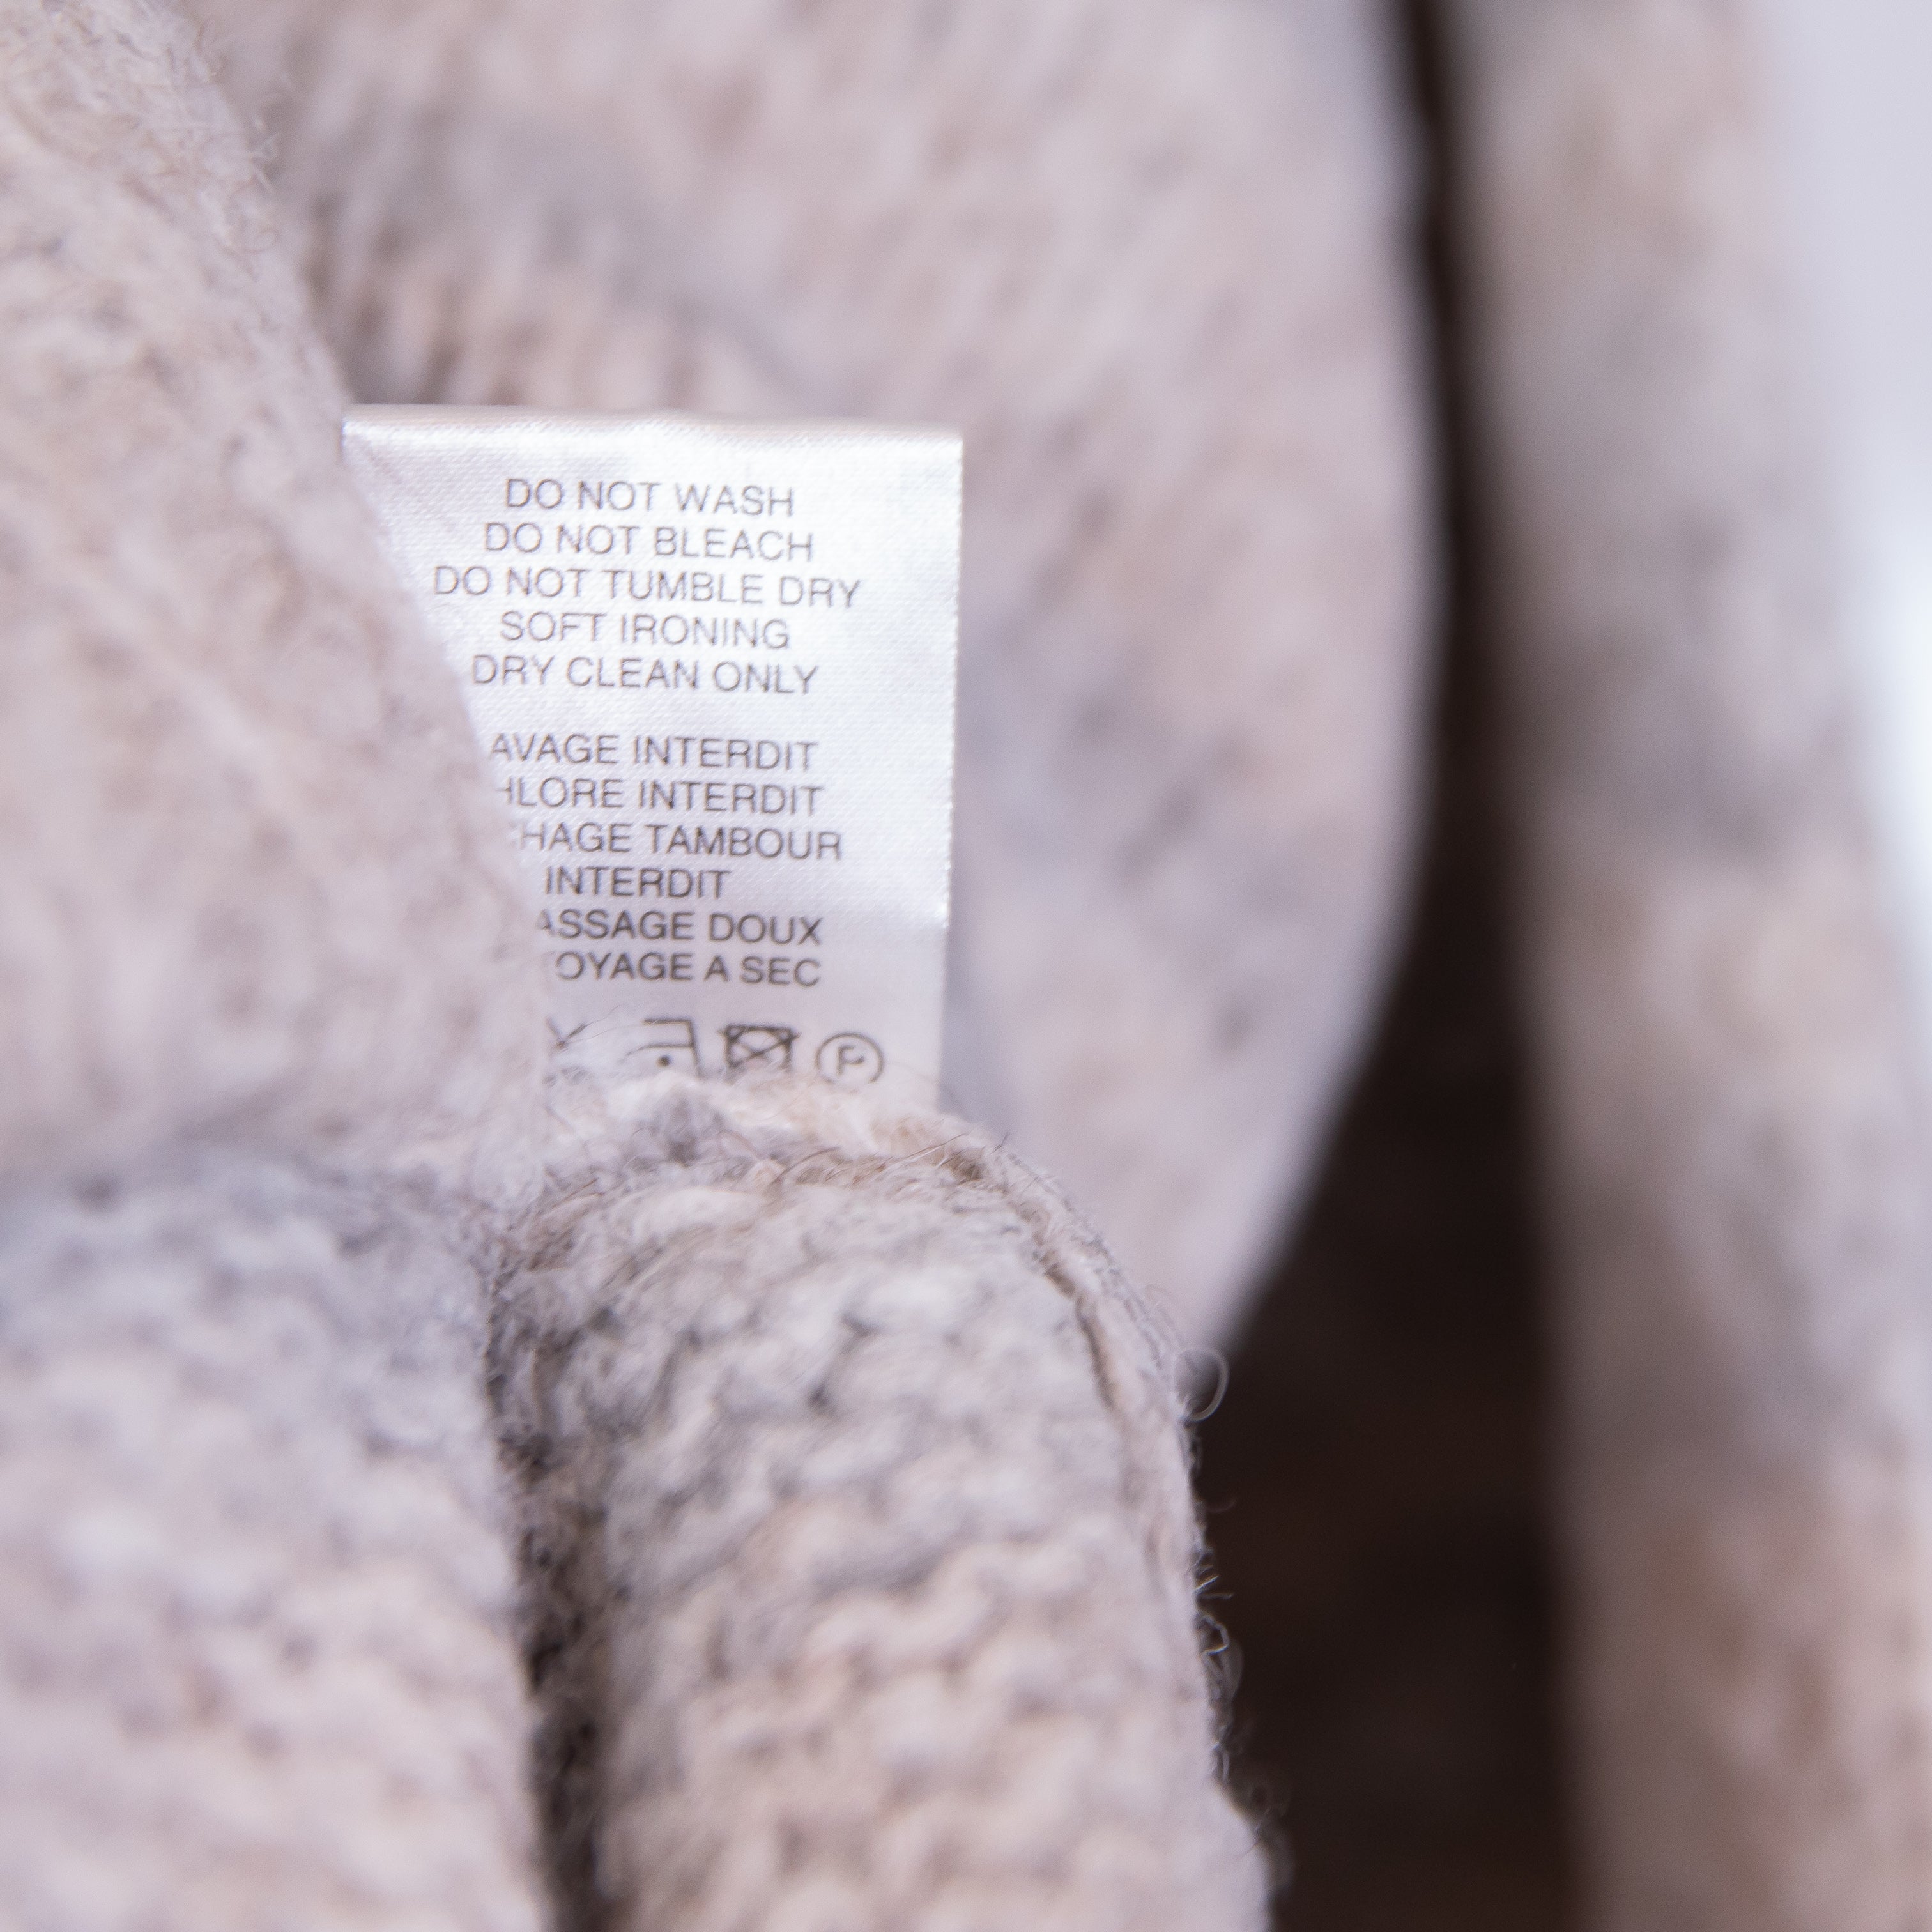 DO NOT WASH
DO NOT BLEACH
DO NOT TUMBLE DRY
SOFT IRONING
DRY CLEAN ONLY
AVAGE INTERDIT
HLORE INTERDIT
CHAGE TAMBOUR
INTERDIT
ASSAGE DOUX
OYAGE A SEC
P